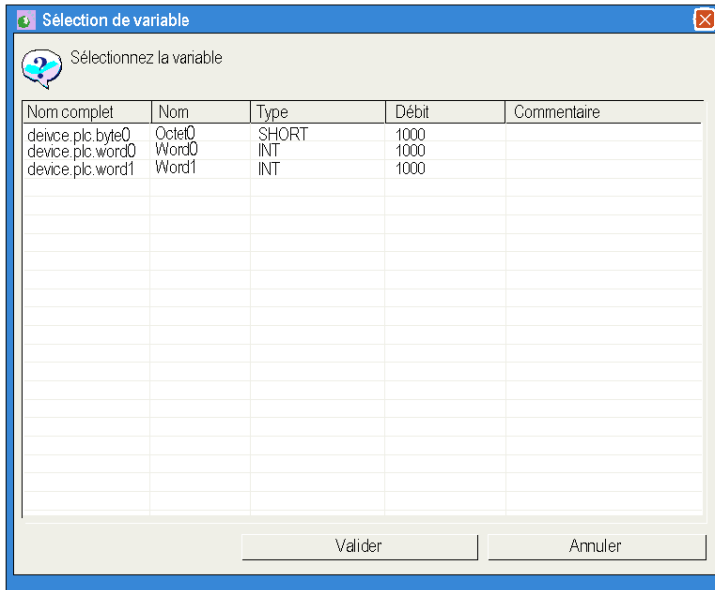 Sélection de variable
Sélectionnez la variable
Nom complet Nom Type Débit Commentaire
deivce.plc.byte0 Octet0 SHORT 1000
device.plc.word0 Word0 INT 1000
device.plc.word1 Word1 INT 1000
Valider Annuler